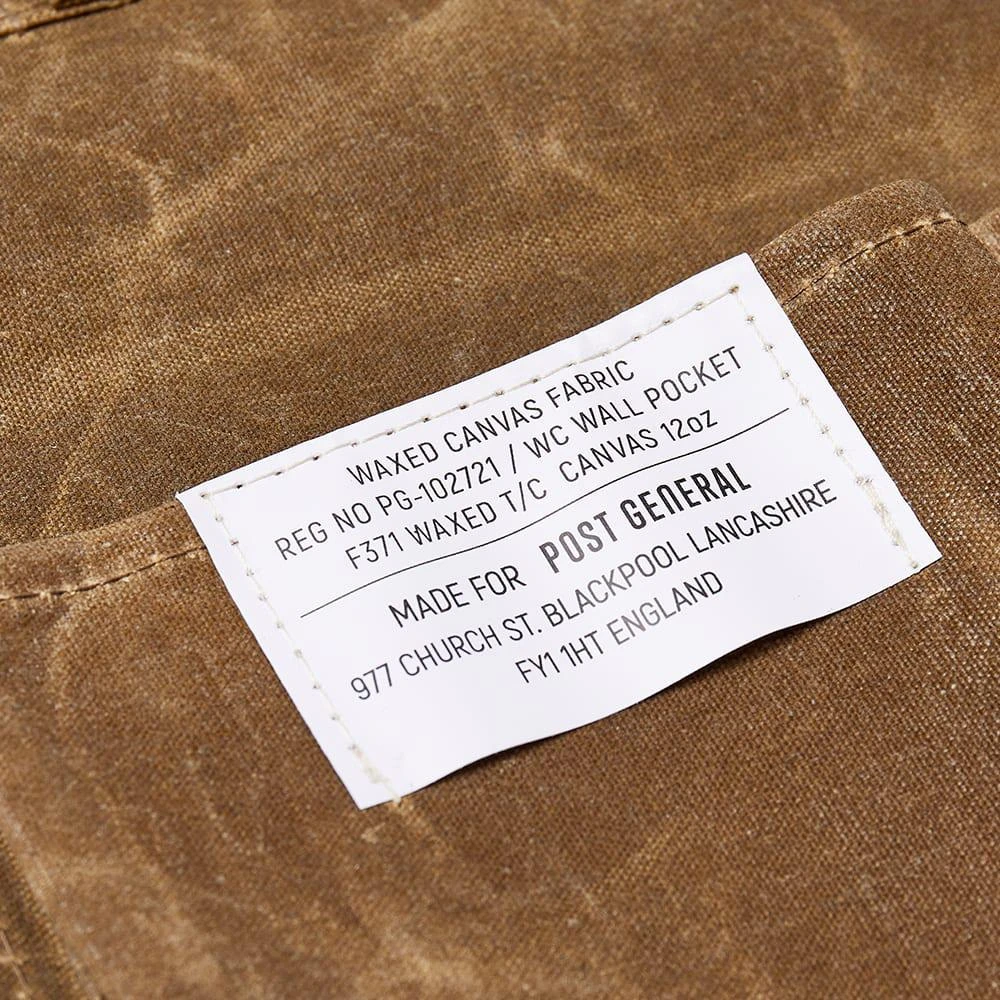 WAXED CANVAS FABRIC
REG NO PG-102721 / WC WALL POCKET
F371 WAXED T/C CANVAS 12oz
MADE FOR POST GENERAL
977 CHURCH ST. BLACKPOOL LANCASHIRE
FY1 1HT ENGLAND